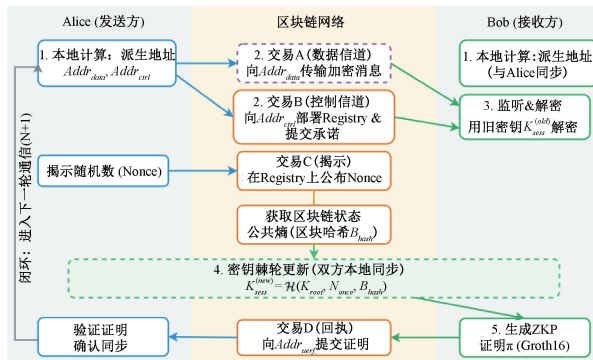 Alice (发送方)
区块链网络
Bob (接收方)
1. 本地计算：派生地址
Addr_data, Addr_ctrl
2. 交易A (数据信道)
向Addr_data传输加密消息
1. 本地计算：派生地址
(与Alice同步)
2. 交易B (控制信道)
向Addr_ctrl部署Registry &
提交承诺
3. 监听&解密
用旧密钥K_sess^(old)解密
闭环：进入下一轮通信(N+1)
揭示随机数 (Nonce)
交易C (揭示)
在Registry上公布Nonce
获取区块链状态
公共熵 (区块哈希B_hash)
4. 密钥棘轮更新 (双方本地同步)
K_sess^(new)=H(K_root, N_once, B_hash)
验证证明
确认同步
交易D (回执)
向Addr 提交证明
5. 生成ZKP
证明π (Groth16)